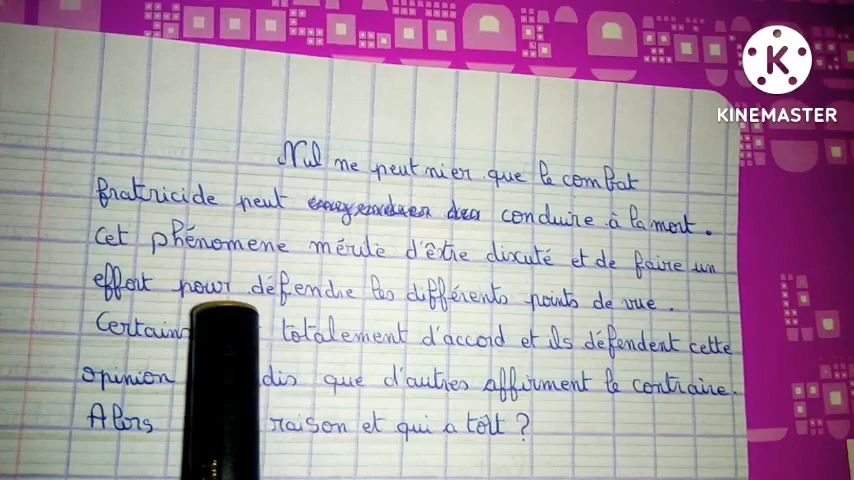 KINEMASTER
Nul ne peut nier que le combat
fratricide peut conduire à la mort.
Cet phénomene mérite d'être discuté et de faire un
effort pour défendre les différents points de vue.
Certains totalement d'accord et ils défendent cette
opinion dis que d'autres affirment le contraire.
Alors raison et qui a tort ?